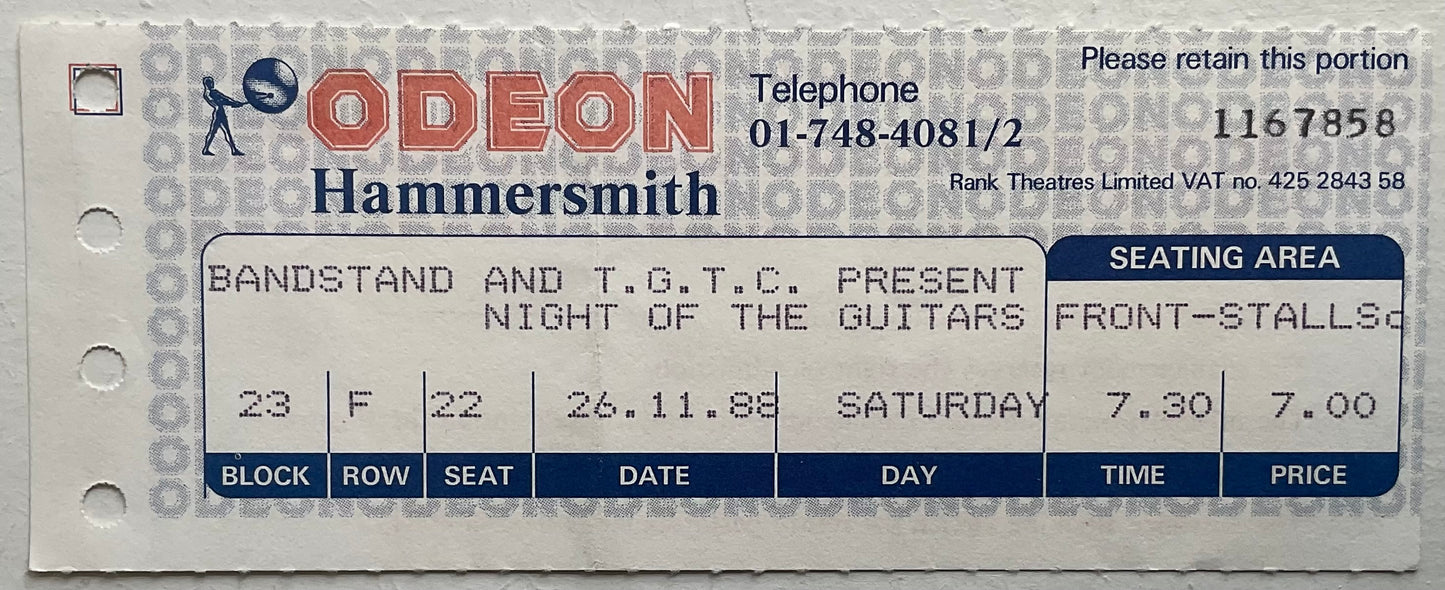 Please retain this portion
ODEON
Telephone
01-748-4081/2
1167858
Hammersmith
Rank Theatres Limited VAT no. 425 2843 58
SEATING AREA
BANDSTAND AND T.G.T.C. PRESENT
NIGHT OF THE GUITARS FRONT-STALLS
23 F 22 26.11.88 SATURDAY 7.30 7.00
BLOCK ROW SEAT DATE DAY TIME PRICE